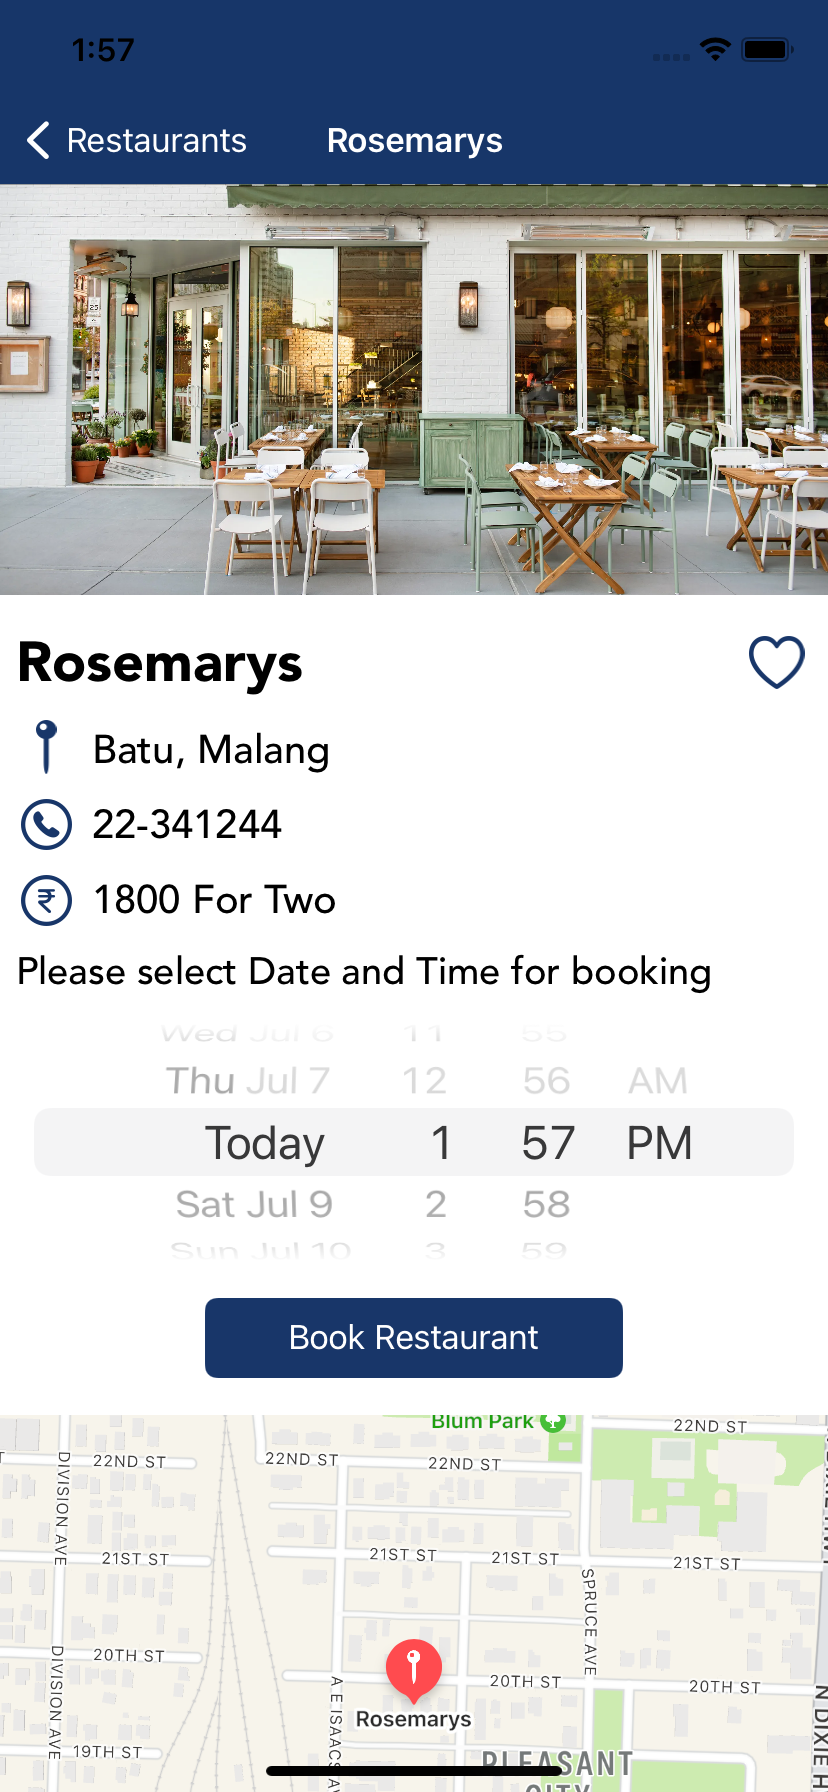 1:57
Restaurants
Rosemarys
25
Rosemarys
Batu, Malang
22-341244
₹ 1800 For Two
Please select Date and Time for booking
Wed Jul 6 11 55
Thu Jul 7 12 56 AM
Today 1 57 PM
Sat Jul 9 2 58
Sun Jul 10 3 59
Book Restaurant
Blum Park
22ND ST
22ND ST
22ND ST
22ND ST
DIVISION AVE
21ST ST
21ST ST
21ST ST
21ST ST
SPRUCE AVE
20TH ST
20TH ST
20TH ST
DIVISION AVE
A E ISAACS AV
Rosemarys
N DIXIE H
19TH ST
PLEASANT
CITY